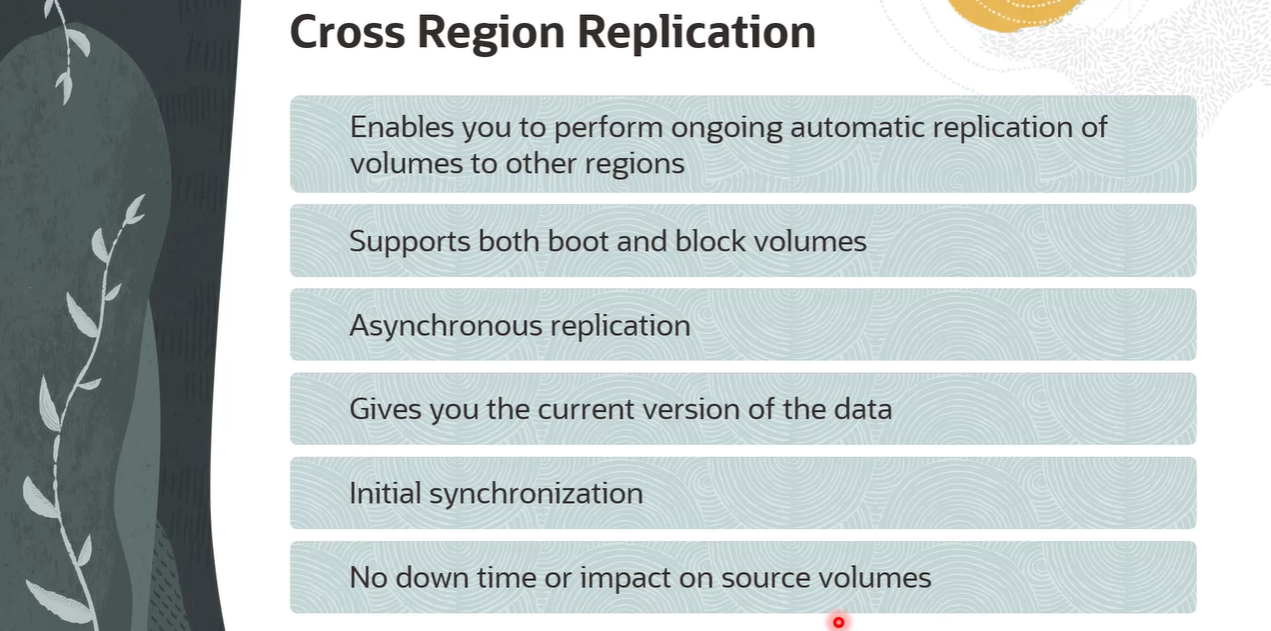 Cross Region Replication
Enables you to perform ongoing automatic replication of
volumes to other regions
Supports both boot and block volumes
Asynchronous replication
Gives you the current version of the data
Initial synchronization
No down time or impact on source volumes